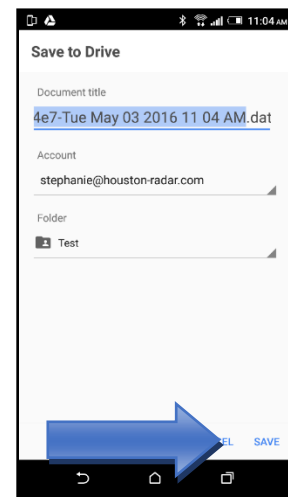 11:04 AM
Save to Drive
Document title
4e7-Tue May 03 2016 11 04 AM.dat
Account
stephanie@houston-radar.com
Folder
Test
SAVE